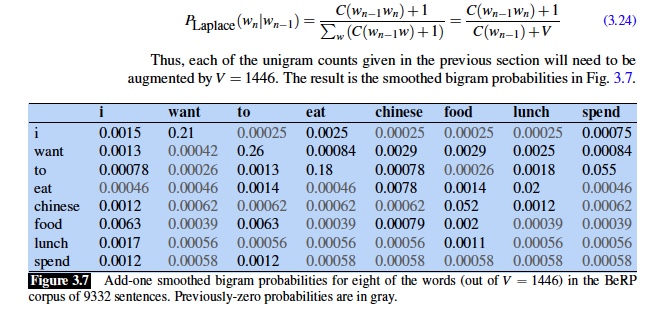 P_Laplace(w_n|w_{n−1}) = C(w_{n−1}w_n)+1 / ∑_w (C(w_{n−1}w)+1) = C(w_{n−1}w_n)+1 / C(w_{n−1})+V (3.24)
Thus, each of the unigram counts given in the previous section will need to be
augmented by V = 1446. The result is the smoothed bigram probabilities in Fig. 3.7.
i want to eat chinese food lunch spend
i 0.0015 0.21 0.00025 0.0025 0.00025 0.00025 0.00025 0.00075
want 0.0013 0.00042 0.26 0.00084 0.0029 0.0029 0.0025 0.00084
to 0.00078 0.00026 0.0013 0.18 0.00078 0.00026 0.0018 0.055
eat 0.00046 0.00046 0.0014 0.00046 0.0078 0.0014 0.02 0.00046
chinese 0.0012 0.00062 0.00062 0.00062 0.00062 0.052 0.0012 0.00062
food 0.0063 0.00039 0.0063 0.00039 0.00079 0.002 0.00039 0.00039
lunch 0.0017 0.00056 0.00056 0.00056 0.00056 0.0011 0.00056 0.00056
spend 0.0012 0.00058 0.0012 0.00058 0.00058 0.00058 0.00058 0.00058
Figure 3.7 Add-one smoothed bigram probabilities for eight of the words (out of V = 1446) in the BeRP
corpus of 9332 sentences. Previously-zero probabilities are in gray.